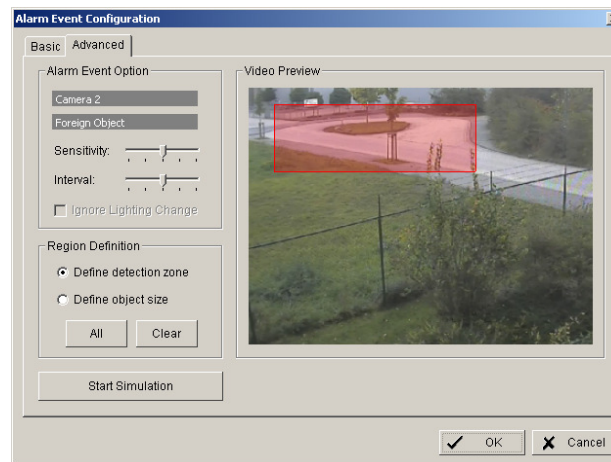 Alarm Event Configuration
Basic
Advanced
Alarm Event Option
Camera 2
Foreign Object
Sensitivity:
Interval:
Ignore Lighting Change
Region Definition
Define detection zone
Define object size
All
Clear
Start Simulation
Video Preview
OK
Cancel